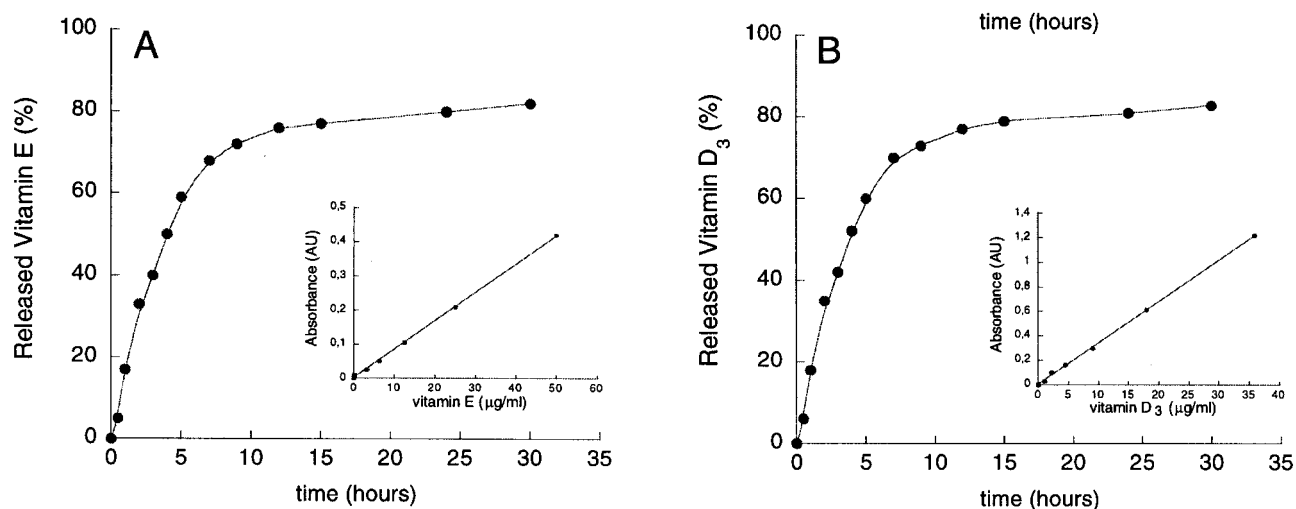 A
Released Vitamin E (%)
100
80
60
40
20
0
0 5 10 15 20 25 30 35
time (hours)
Absorbance (AU)
0,5
0,4
0,3
0,2
0,1
0
0 10 20 30 40 50 60
vitamin E (μg/ml)
time (hours)
B
Released Vitamin D3 (%)
100
80
60
40
20
0
0 5 10 15 20 25 30 35
time (hours)
Absorbance (AU)
1,4
1,2
1
0,8
0,6
0,4
0,2
0
0 5 10 15 20 25 30 35 40
vitamin D3 (μg/ml)